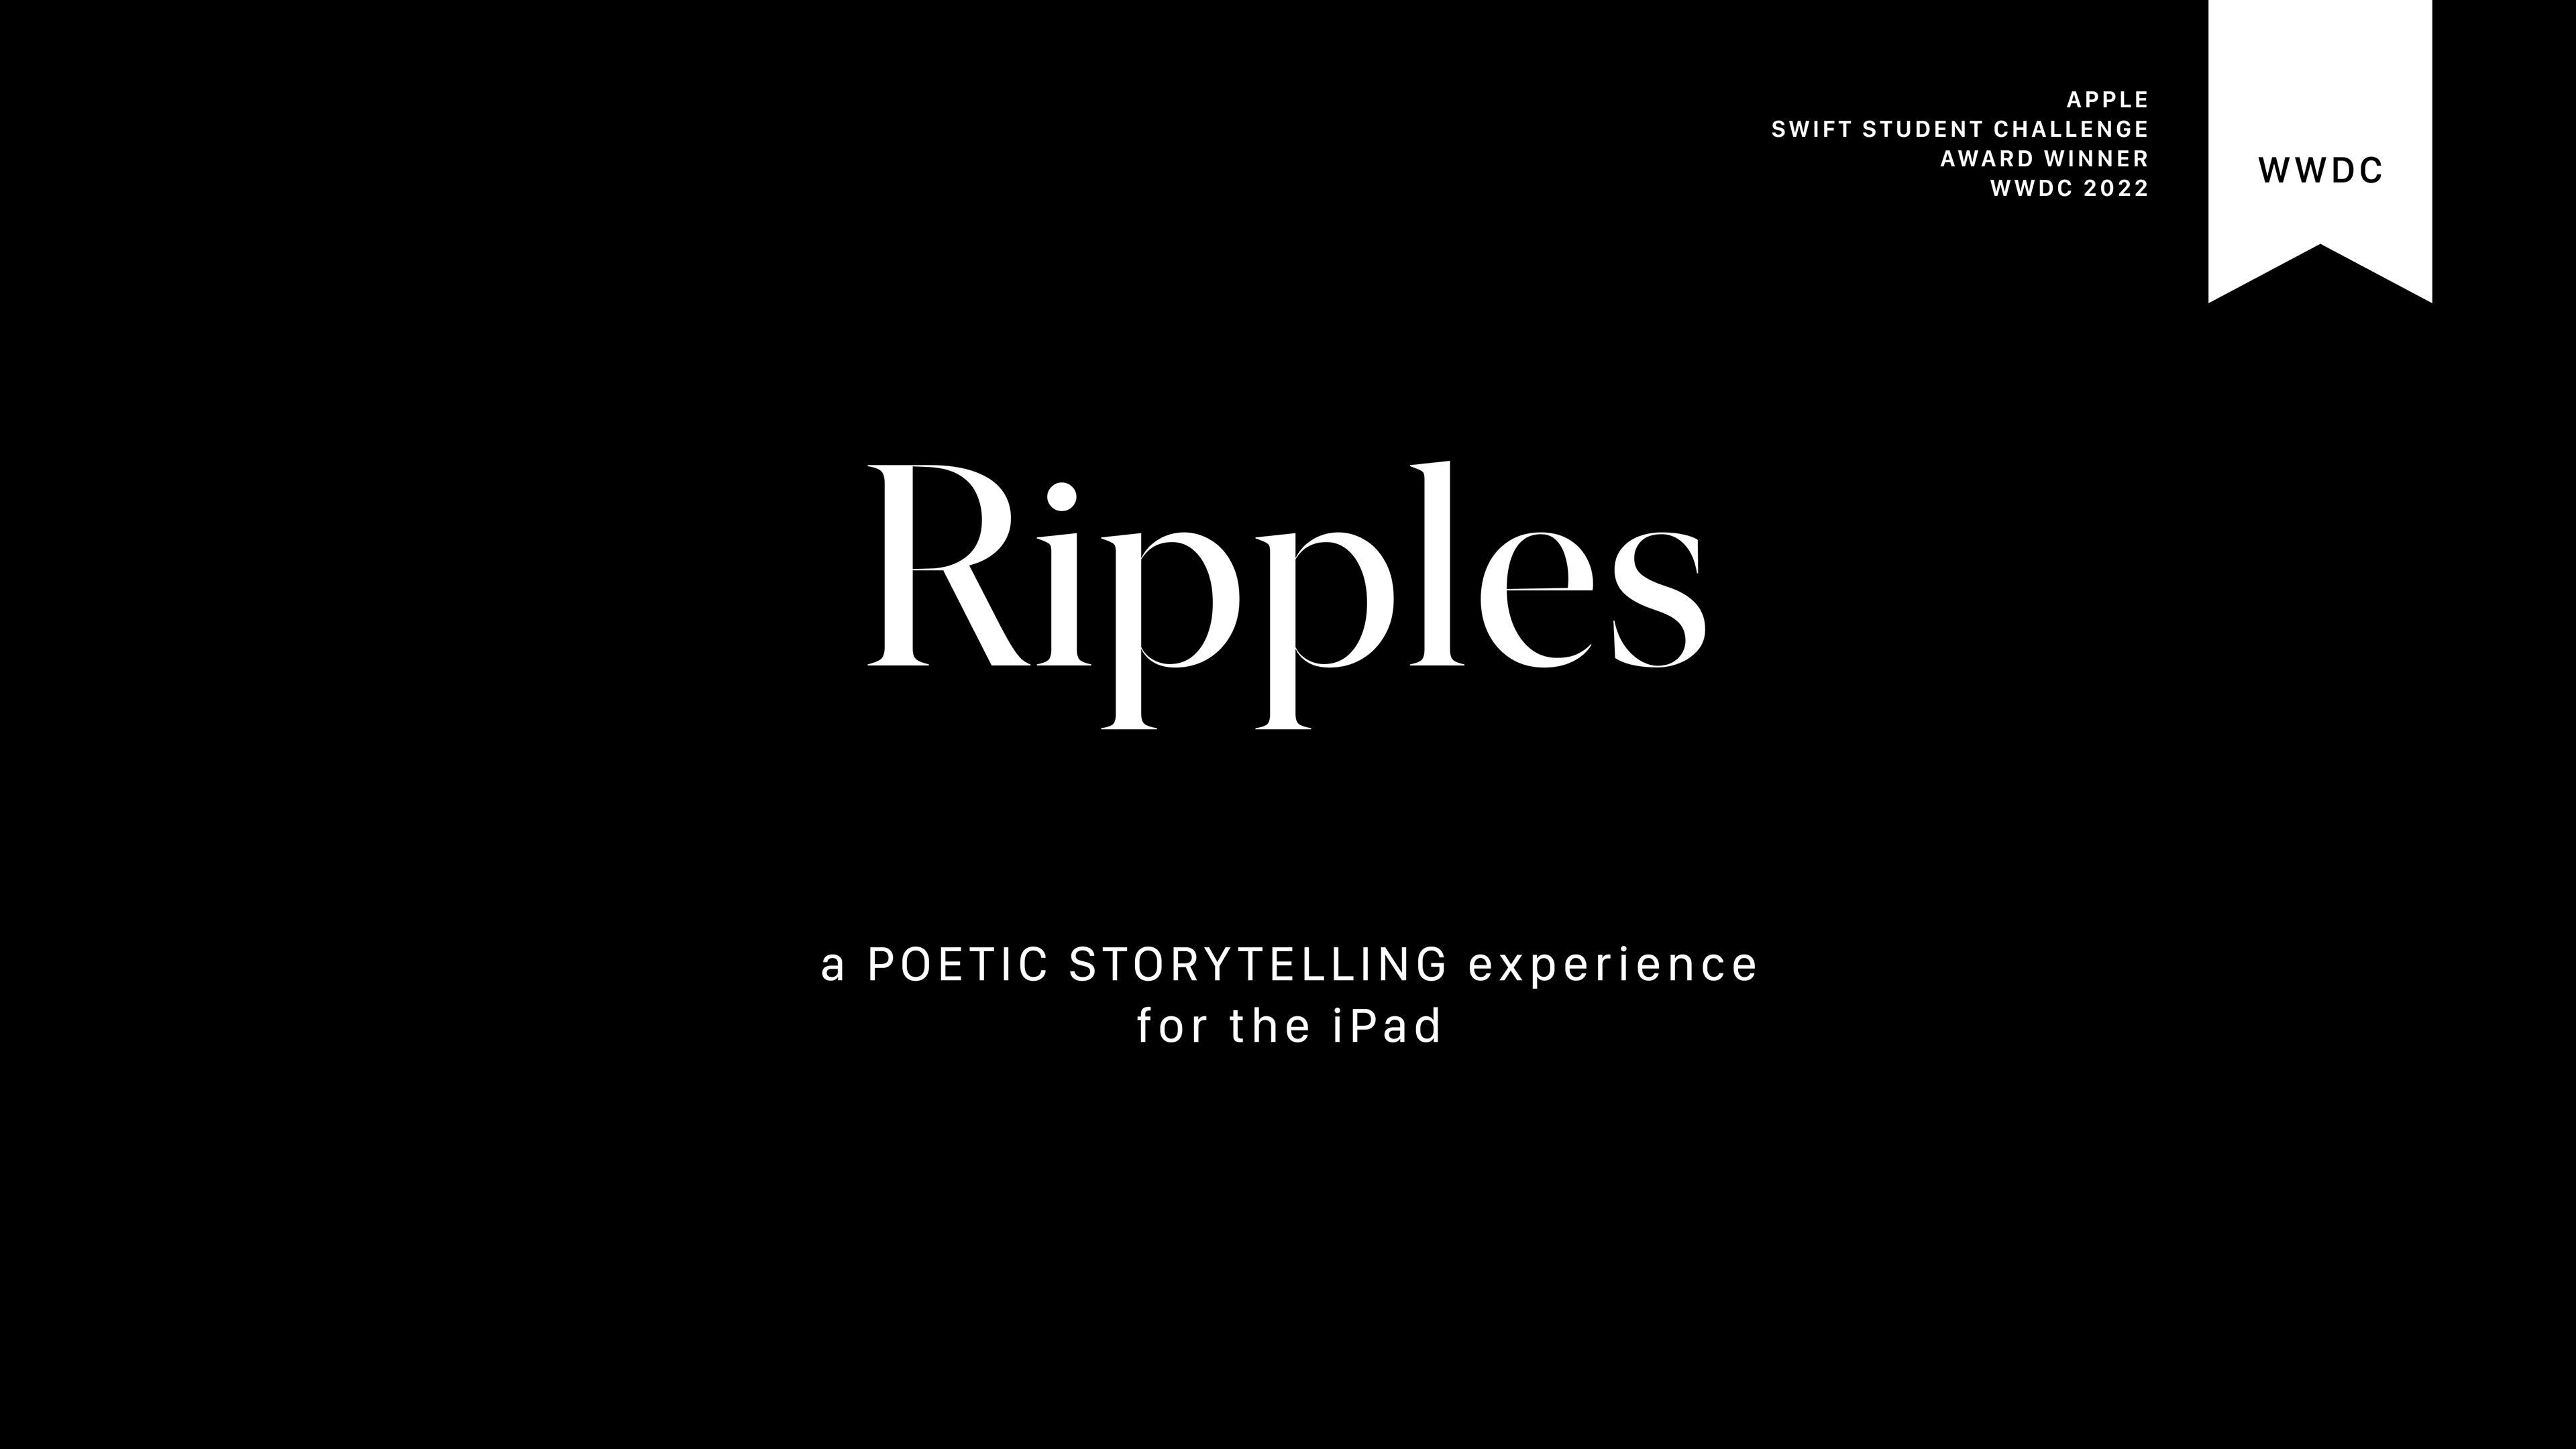 APPLE
SWIFT STUDENT CHALLENGE
AWARD WINNER
WWDC 2022
WWDC
Ripples
a POETIC STORYTELLING experience
for the iPad